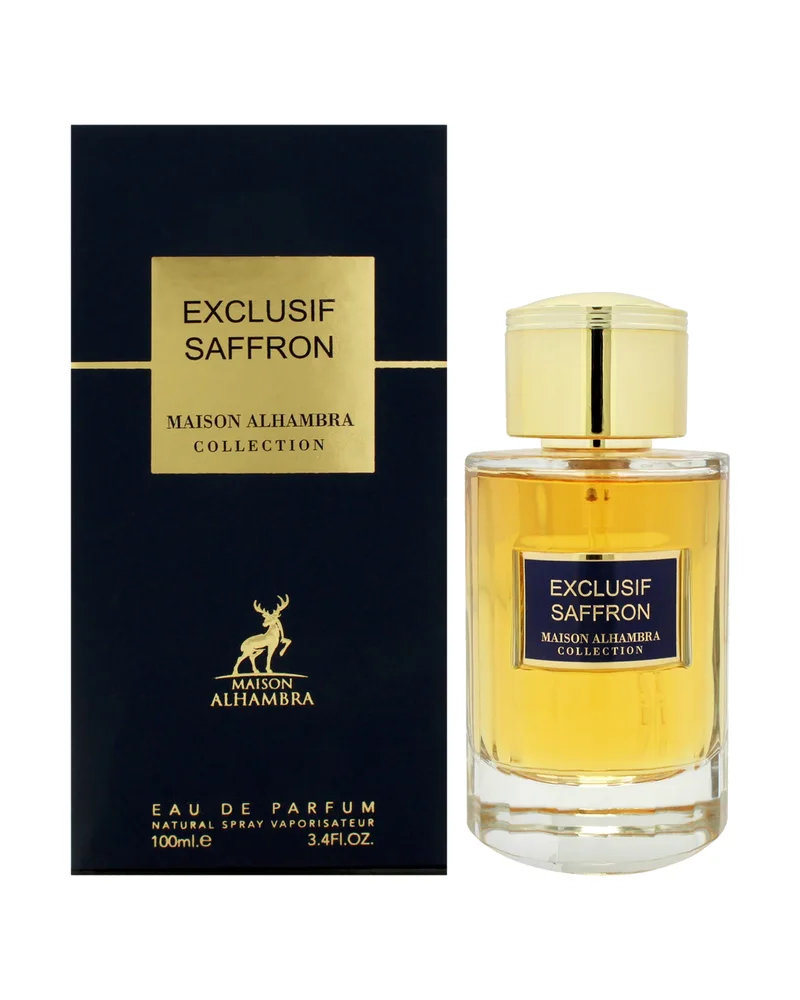 EXCLUSIF
SAFFRON
MAISON ALHAMBRA
COLLECTION
MAISON
ALHAMBRA
EAU DE PARFUM
NATURAL SPRAY VAPORISATEUR
100ml.e 3.4Fl.OZ.
EXCLUSIF
SAFFRON
MAISON ALHAMBRA
COLLECTION